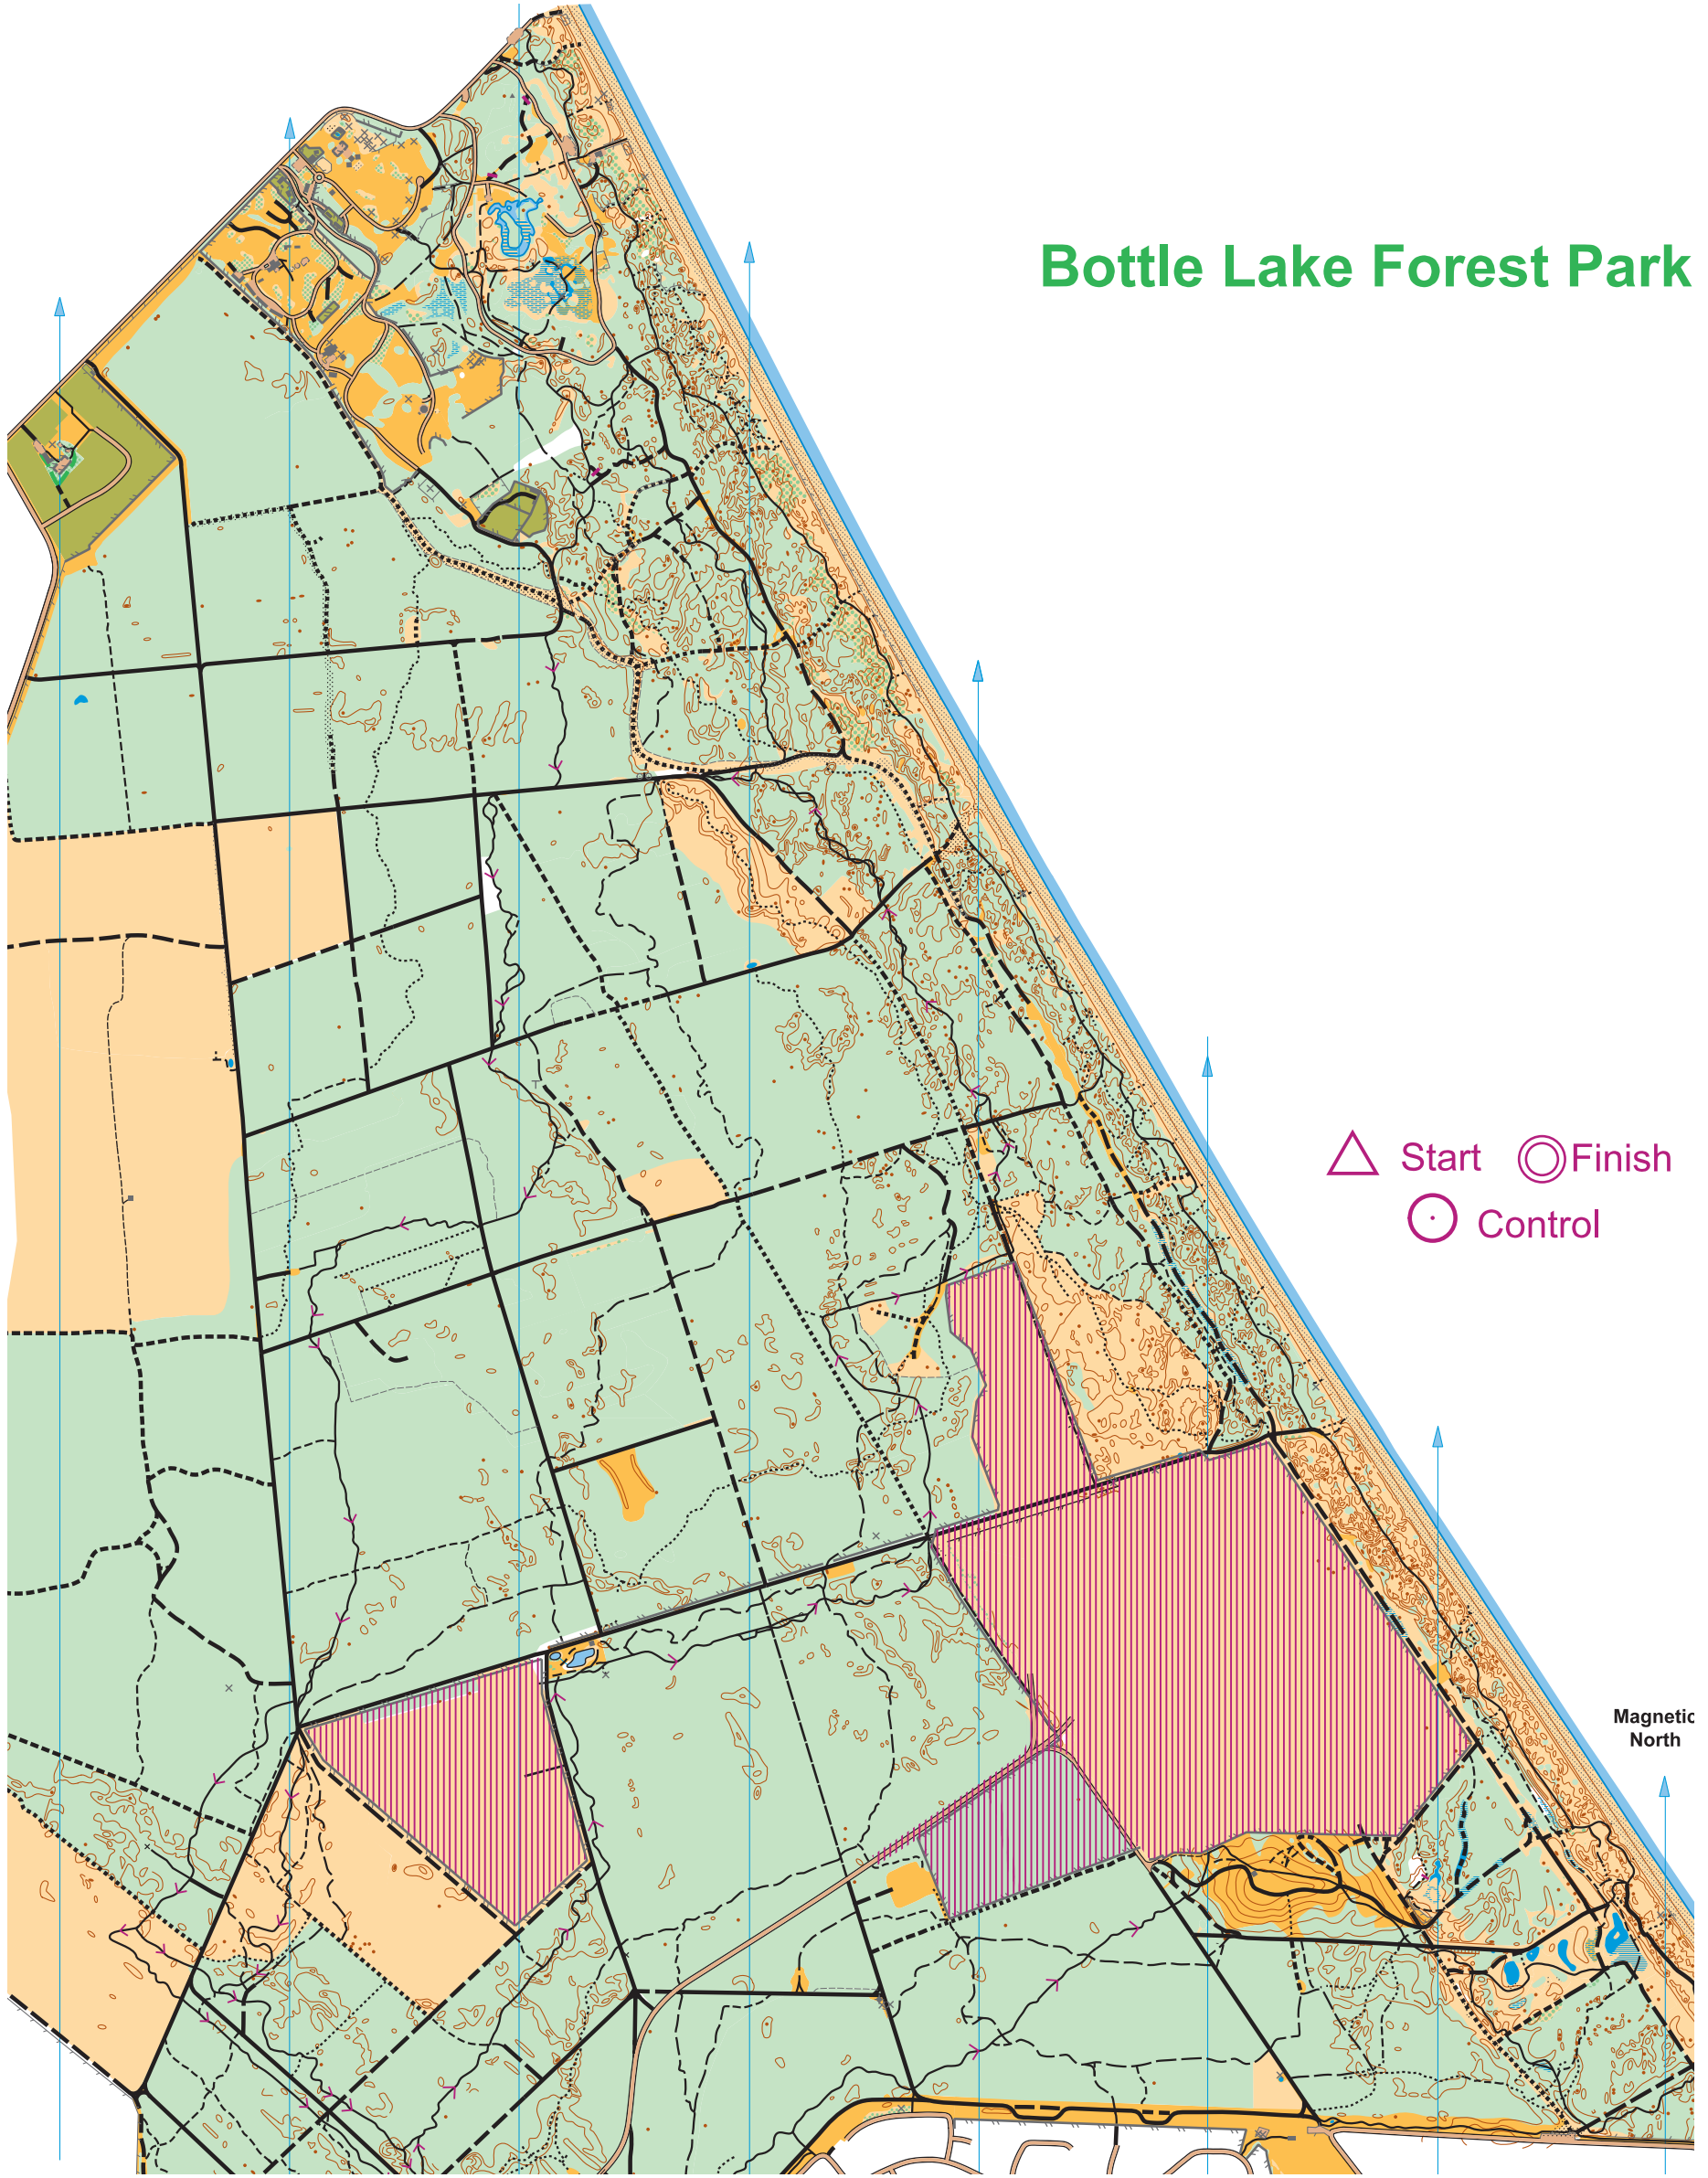 Bottle Lake Forest Park
Start
Finish
Control
Magnetic
North